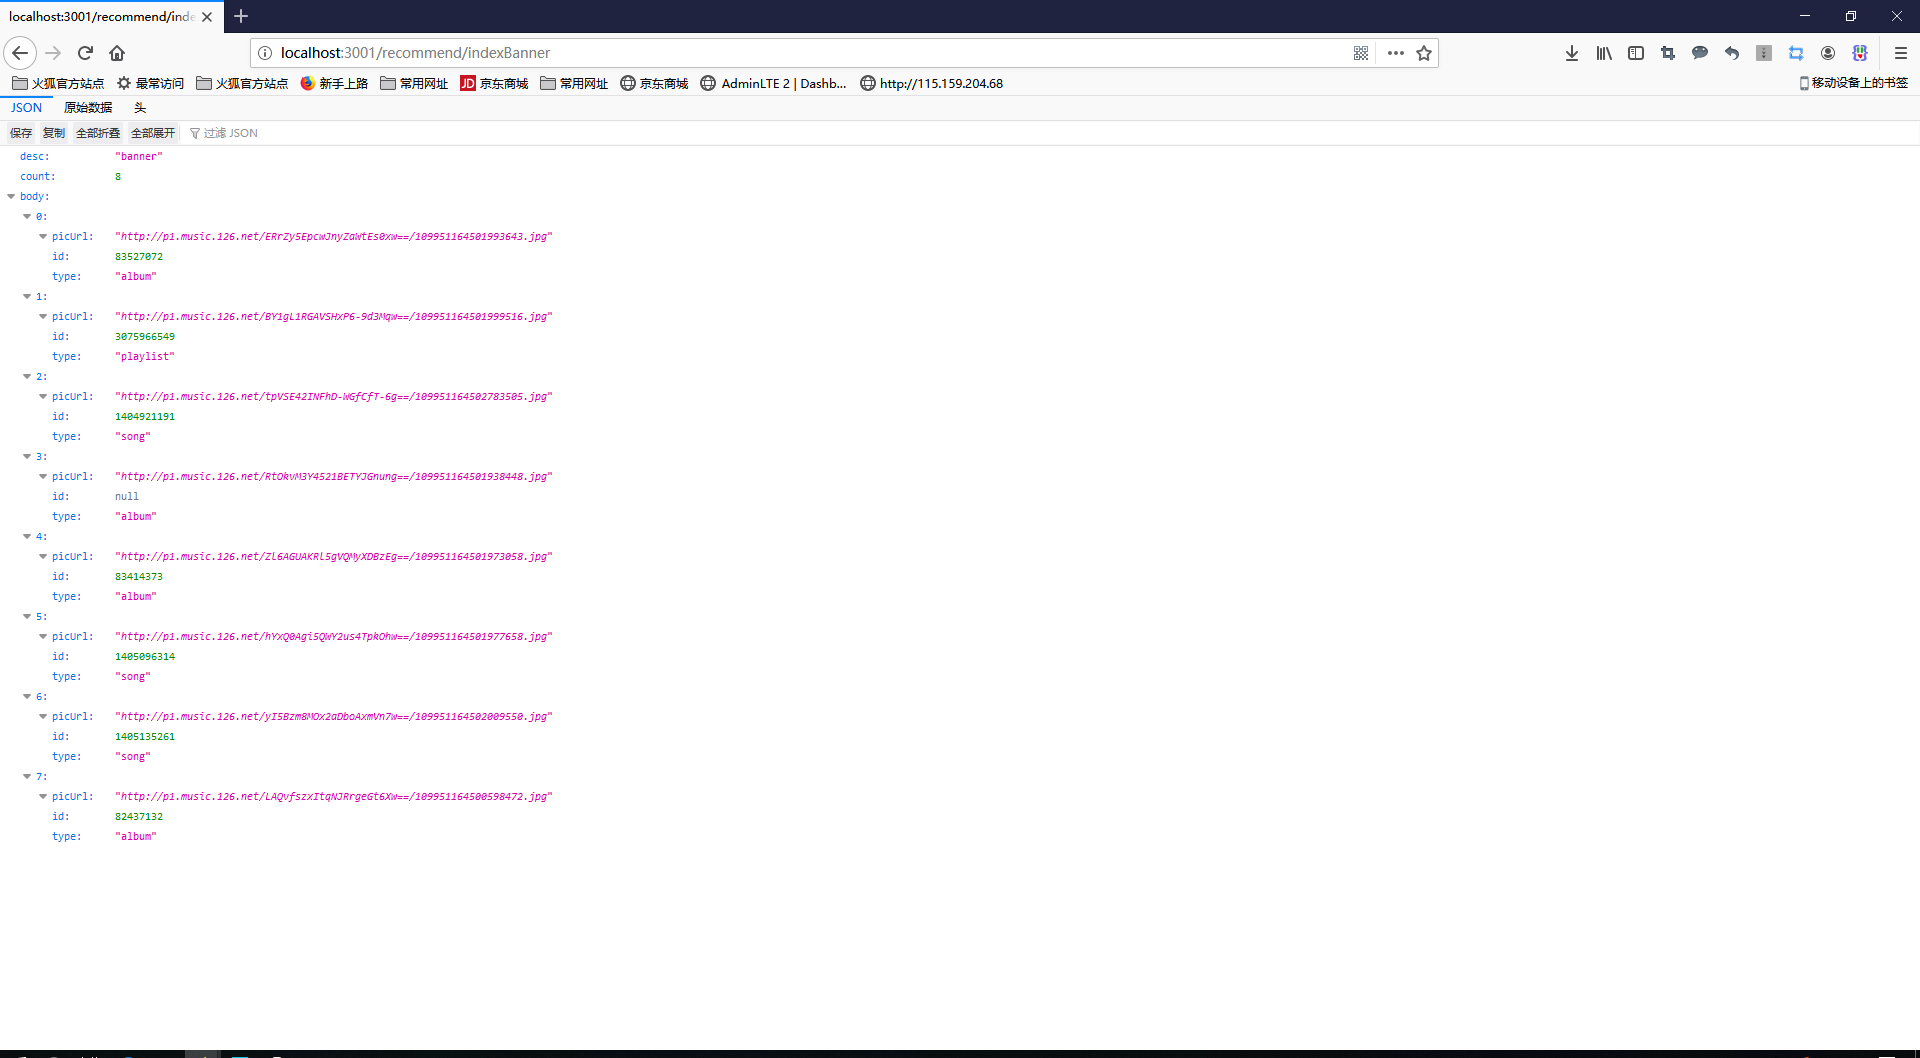 localhost:3001/recommend/inde
localhost:3001/recommend/indexBanner
火狐官方站点 最常访问 火狐官方站点 新手上路 常用网址 JD 京东商城 常用网址 京东商城 AdminLTE 2 | Dashb... http://115.159.204.68 移动设备上的书签
JSON 原始数据 头
保存 复制 全部折叠 全部展开 过滤 JSON
desc: "banner"
count: 8
body:
0:
picUrl: "http://p1.music.126.net/ERrZy5EpcwJnyZaWtEs0xw==/109951164501993643.jpg"
id: 83527072
type: "album"
1:
picUrl: "http://p1.music.126.net/BY1gL1RGAVSHxP6-9d3Mqw==/109951164501999516.jpg"
id: 3075966549
type: "playlist"
2:
picUrl: "http://p1.music.126.net/tpVSE42INFhD-WGfCfT-6g==/109951164502783505.jpg"
id: 1404921191
type: "song"
3:
picUrl: "http://p1.music.126.net/RtOkvM3Y4521BETYJGnung==/109951164501938448.jpg"
id: null
type: "album"
4:
picUrl: "http://p1.music.126.net/Zl6AGUAKRl5gVQMyXDBzEg==/109951164501973058.jpg"
id: 83414373
type: "album"
5:
picUrl: "http://p1.music.126.net/hYxQ0Agi5QWY2us4TpkOhw==/109951164501977658.jpg"
id: 1405096314
type: "song"
6:
picUrl: "http://p1.music.126.net/yI5Bzm8MOx2aDboAxmVn7w==/109951164502009550.jpg"
id: 1405135261
type: "song"
7:
picUrl: "http://p1.music.126.net/LAQvfszxItqNJRrgeGt6Xw==/109951164500598472.jpg"
id: 82437132
type: "album"